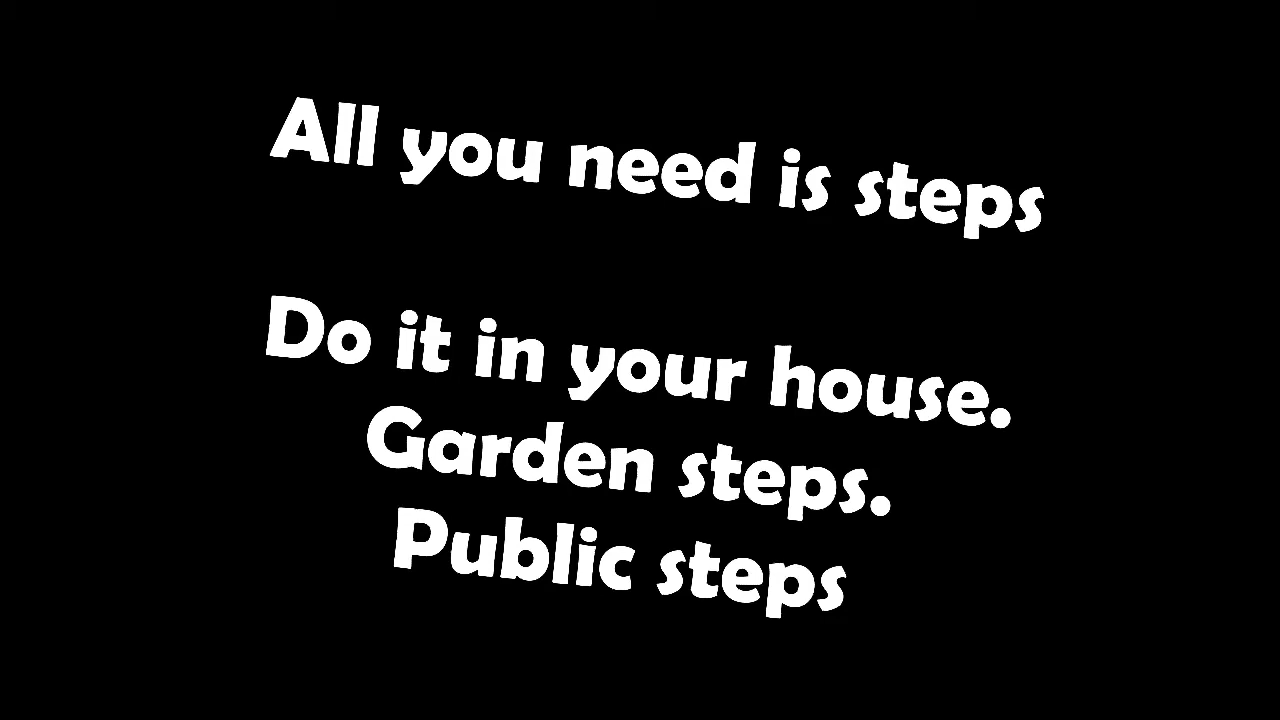 All you need is steps
Do it in your house.
Garden steps.
Public steps